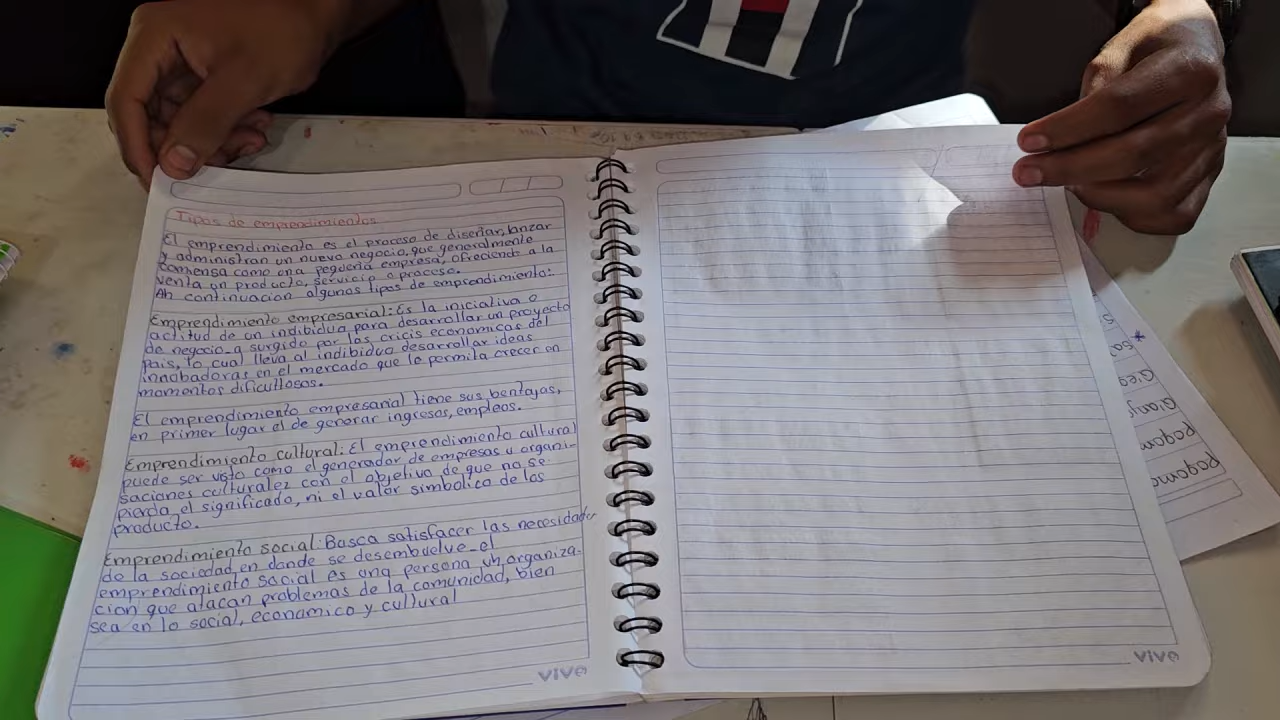 Tipos de emprendimientos
El emprendimiento es el proceso de diseñar, lanzar
y administrar un nuevo negocio, que generalmente
comensa como una pequeña empresa, ofreciendo a la
venta un producto, servicio o proceso.
Ah continuacion algunos tipos de emprendimiento:
Emprendimiento empresarial: Es la iniciativa o
actitud de un indibiduo para desarrollar un proyecto
de negocio q surgido por las crisis economicas del
pais, lo cual lleva al indibiduo desarrollar ideas
innobadoras en el mercado que le permita crecer en
momentos dificultosos.
El emprendimiento empresarial tiene sus bentajas,
en primer lugar el de generar ingresos, empleos.
Emprendimiento cultural: El emprendimiento cultural
puede ser visto como el generador de empresas y organi-
saciones culturalez con el objetivo de que no se
pierda el significado, ni el valor simbolico de los
producto.
Emprendimiento social: Busca satisfacer las necesidades
de la sociedad, en donde se desembuelve el
emprendimiento social es una persona organiza-
cion que atacan problemas de la comunidad, bien
sea en lo social, economico y cultural
vivo
vivo